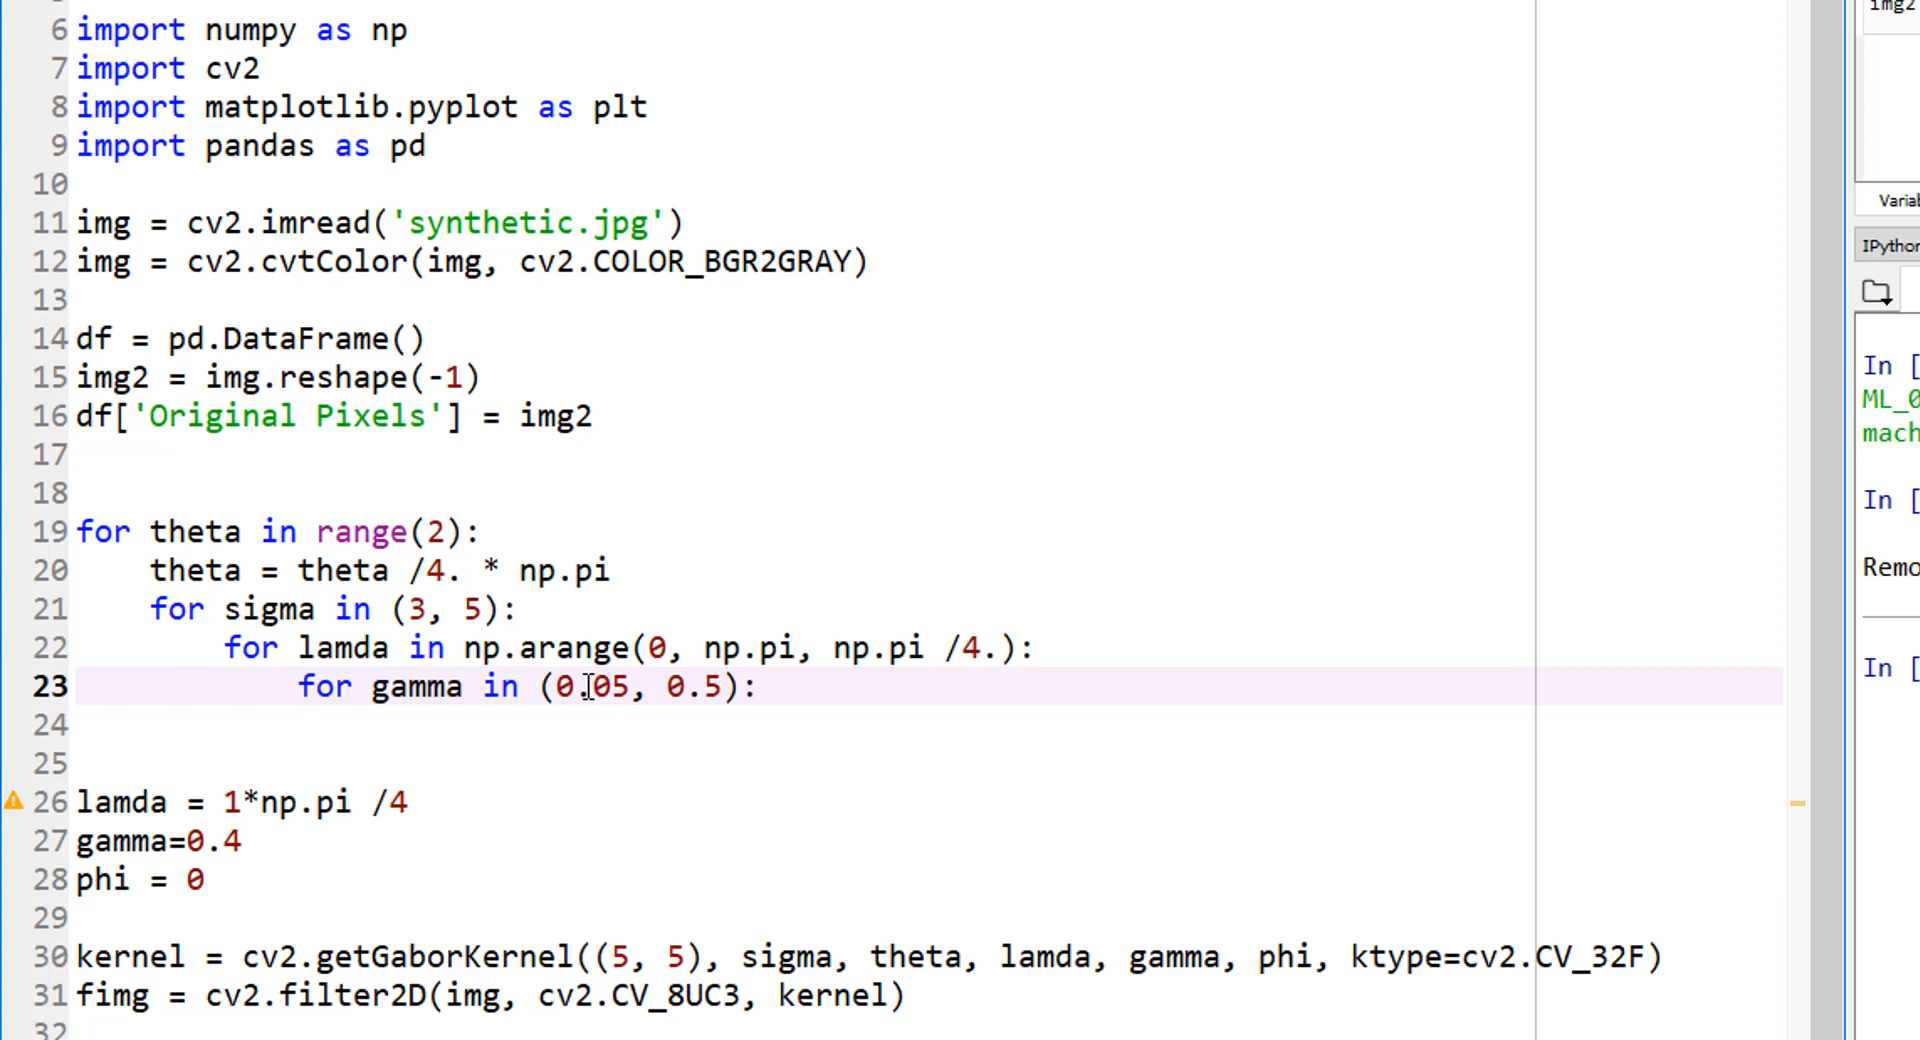 6 import numpy as np
7 import cv2
8 import matplotlib.pyplot as plt
9 import pandas as pd
10
11 img = cv2.imread('synthetic.jpg')
12 img = cv2.cvtColor(img, cv2.COLOR_BGR2GRAY)
13
14 df = pd.DataFrame()
15 img2 = img.reshape(-1)
16 df['Original Pixels'] = img2
17
18
19 for theta in range(2):
20     theta = theta /4. * np.pi
21     for sigma in (3, 5):
22         for lamda in np.arange(0, np.pi, np.pi /4.):
23             for gamma in (0.05, 0.5):
24
25
26 lamda = 1*np.pi /4
27 gamma=0.4
28 phi = 0
29
30 kernel = cv2.getGaborKernel((5, 5), sigma, theta, lamda, gamma, phi, ktype=cv2.CV_32F)
31 fimg = cv2.filter2D(img, cv2.CV_8UC3, kernel)
32
img2
In [
In [
In [